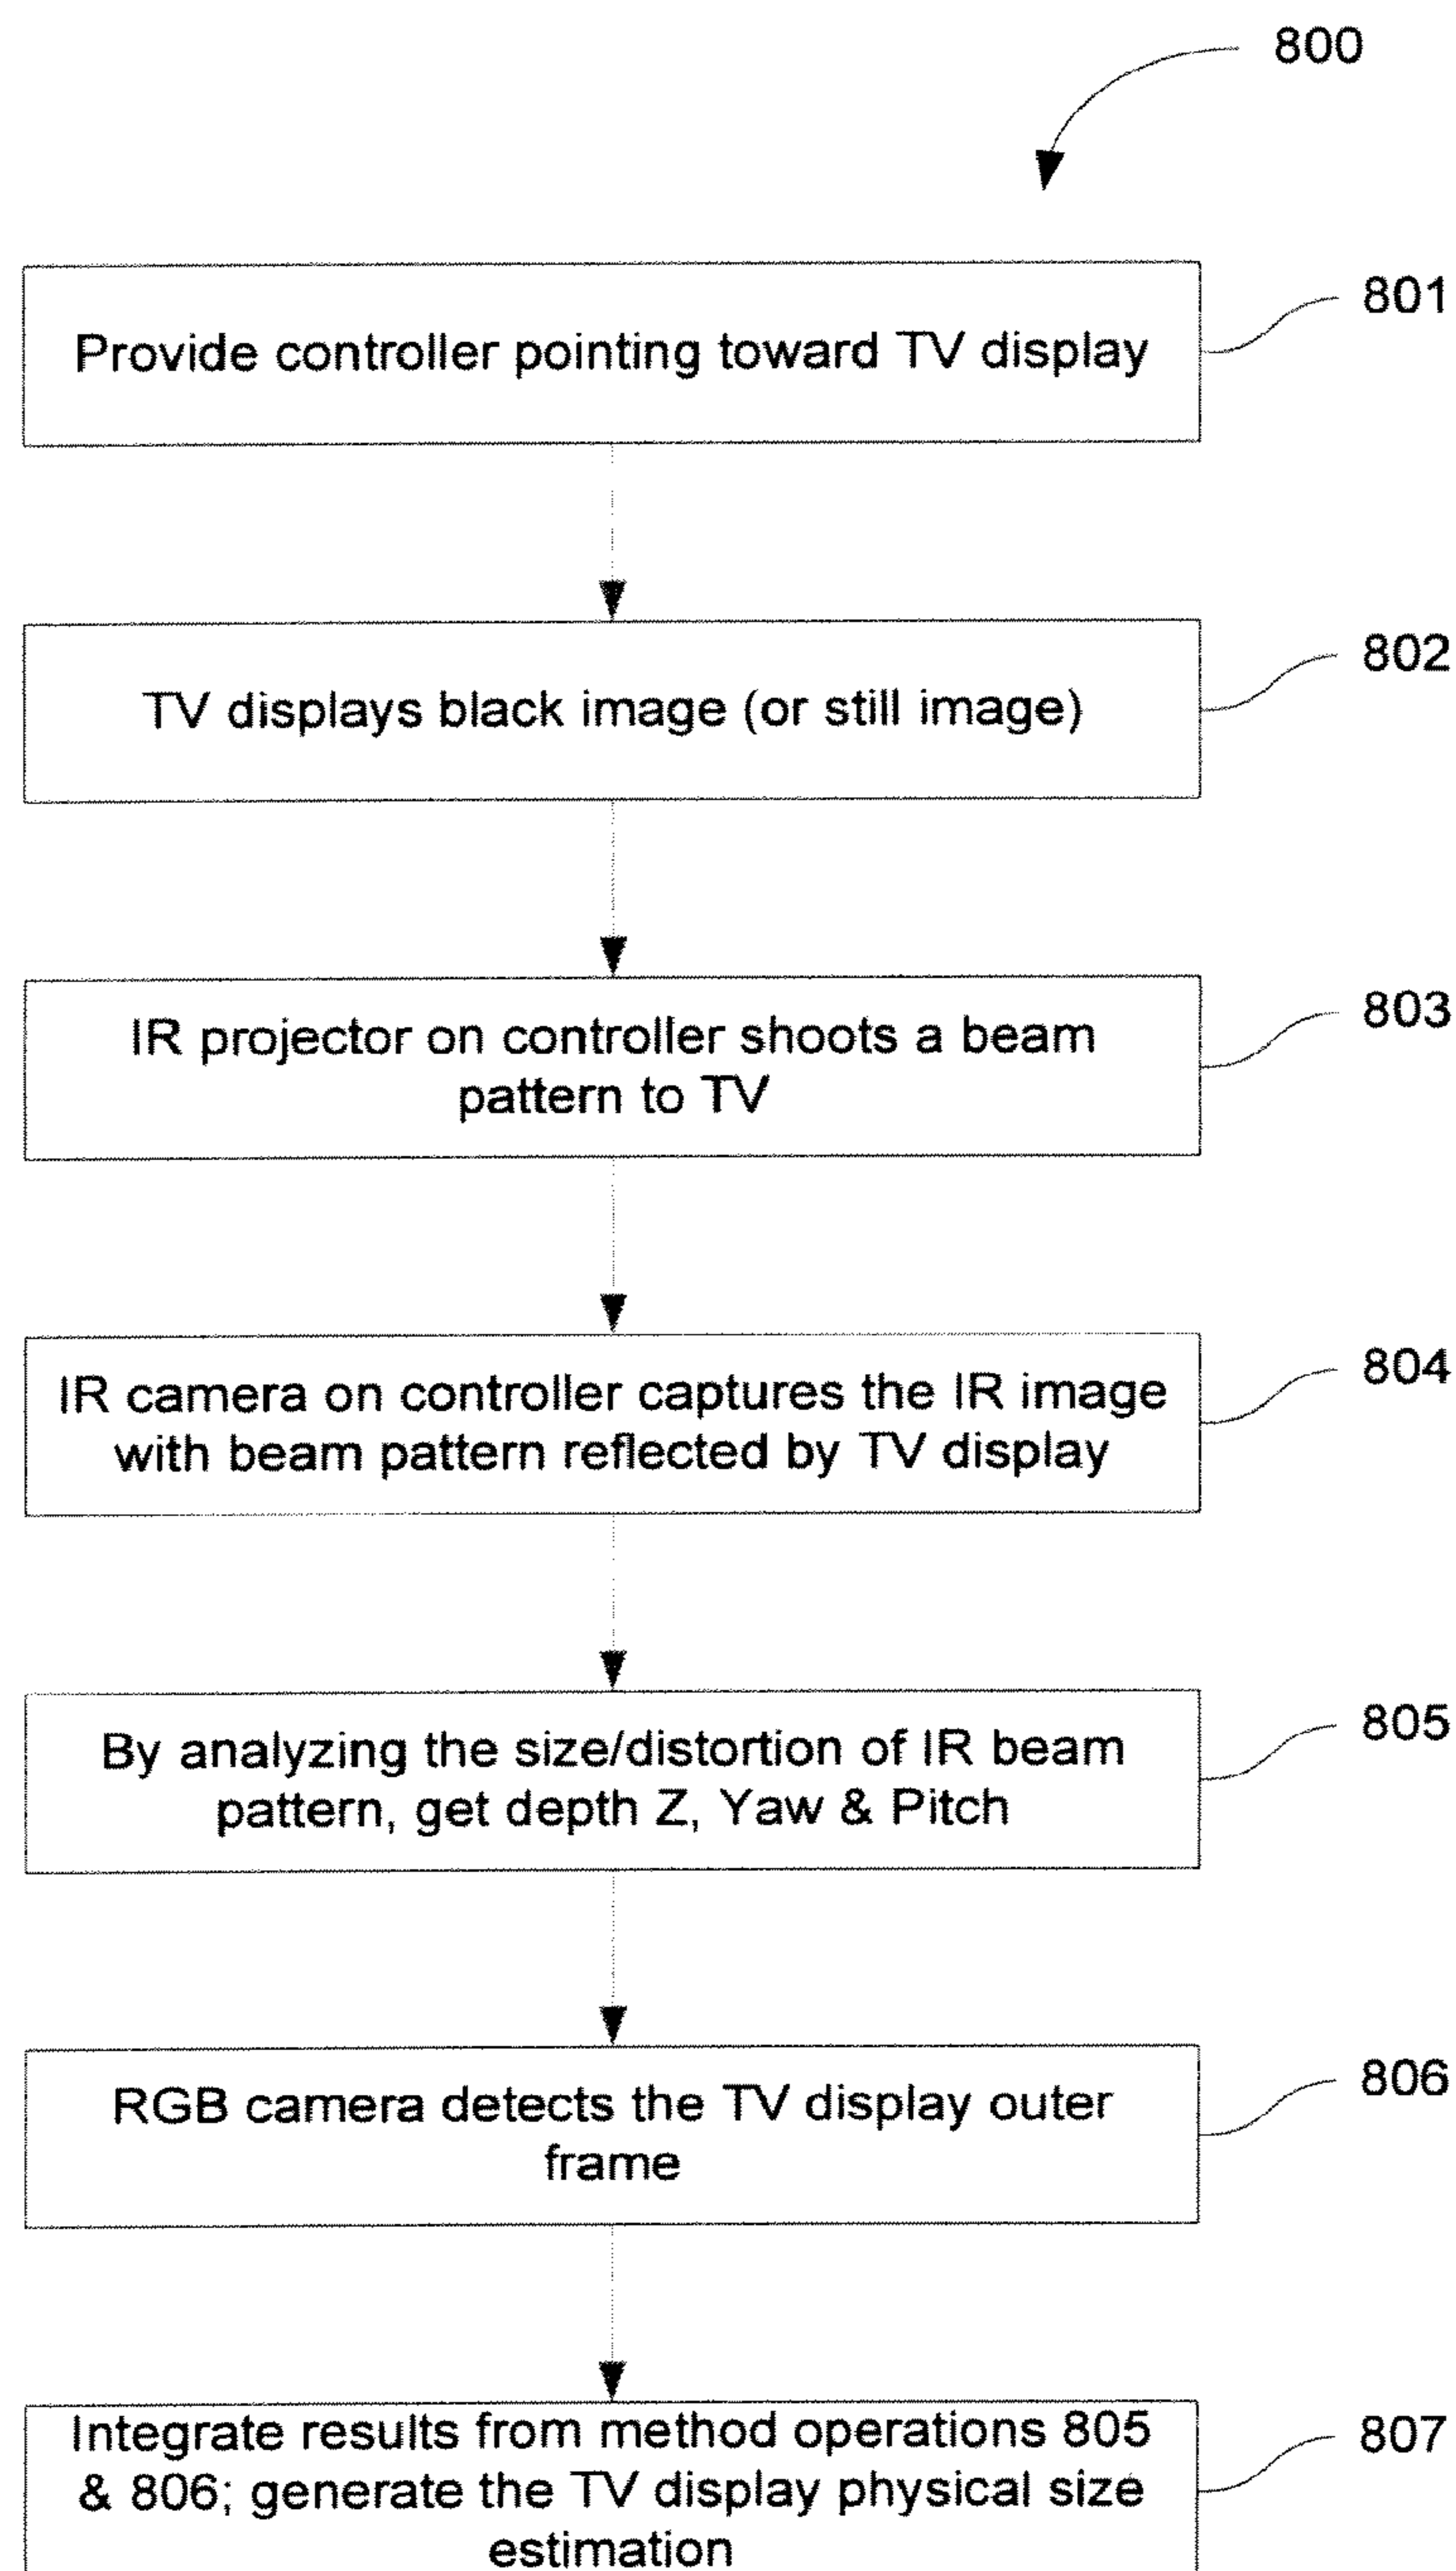 800
Provide controller pointing toward TV display
801
TV displays black image (or still image)
802
IR projector on controller shoots a beam
pattern to TV
803
IR camera on controller captures the IR image
with beam pattern reflected by TV display
804
By analyzing the size/distortion of IR beam
pattern, get depth Z, Yaw & Pitch
805
RGB camera detects the TV display outer
frame
806
Integrate results from method operations 805
& 806; generate the TV display physical size
estimation
807